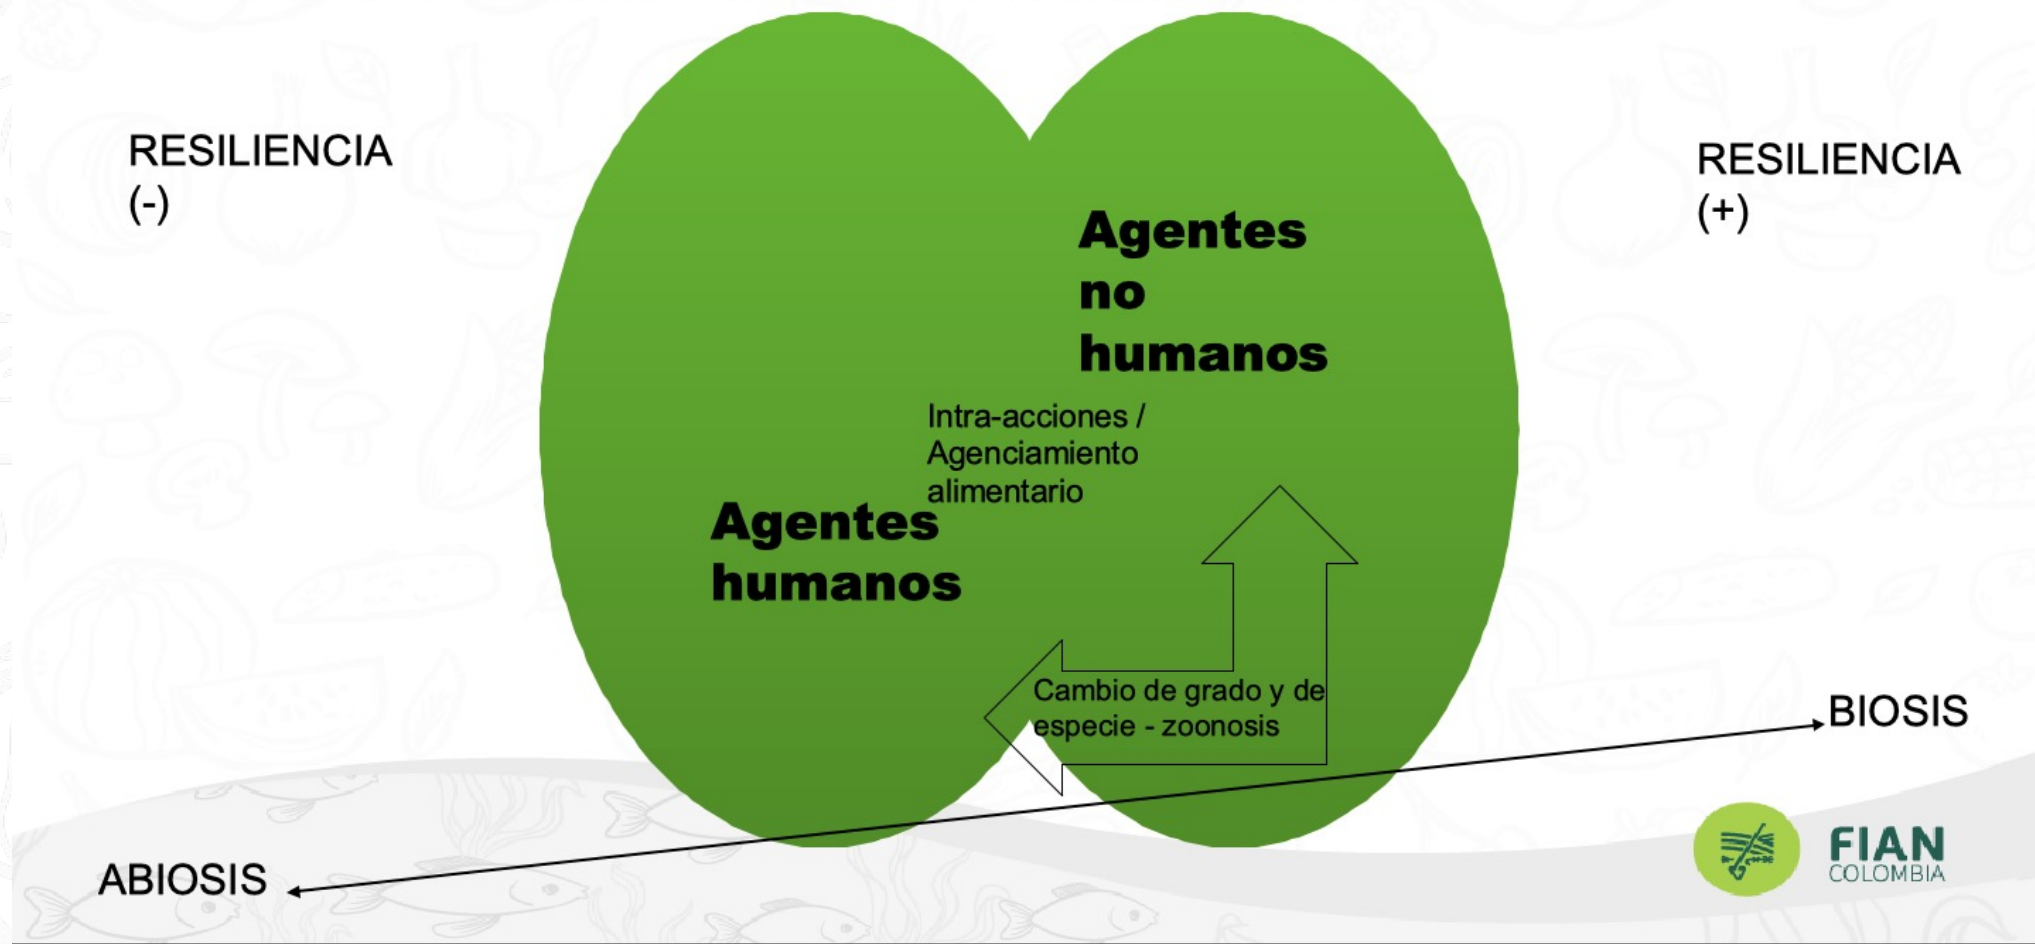 RESILIENCIA
(-)
RESILIENCIA
(+)
Agentes
no
humanos
Intra-acciones /
Agenciamiento
alimentario
Agentes
humanos
Cambio de grado y de
especie - zoonosis
BIOSIS
ABIOSIS
FIAN
COLOMBIA